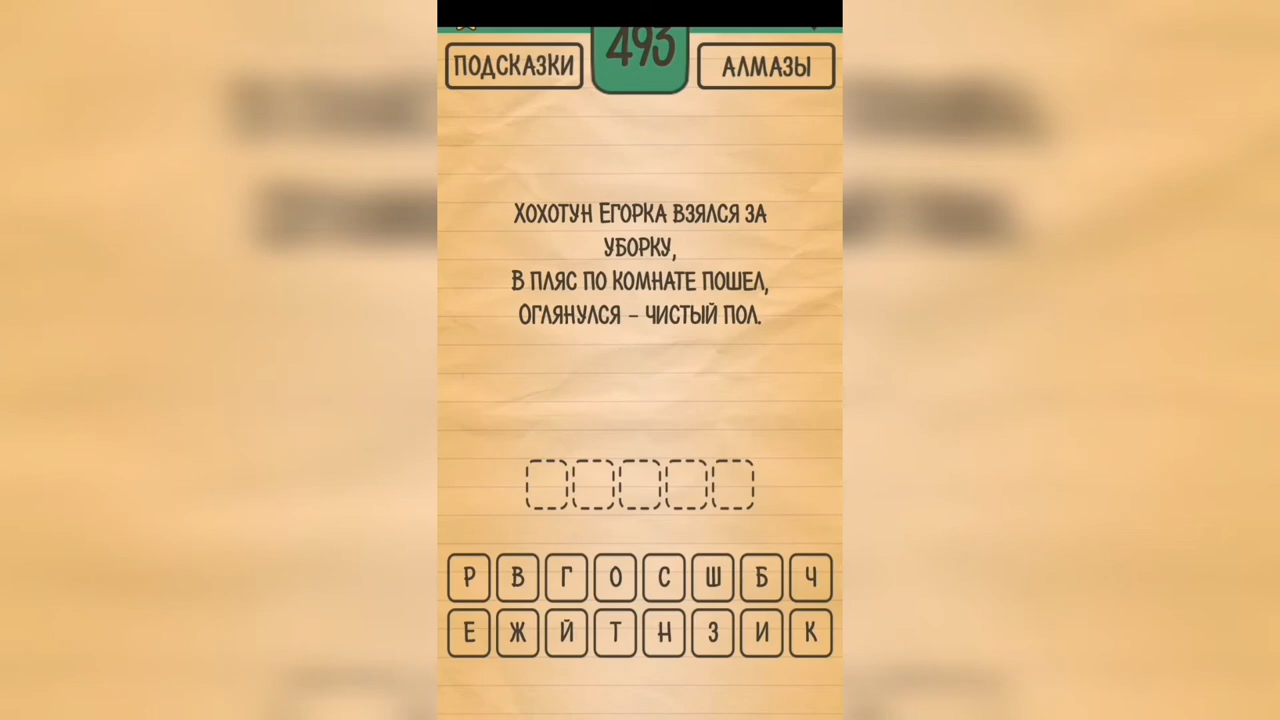 ПОДСКАЗКИ 493 АЛМАЗЫ
ХОХОТУН ЕГОРКА ВЗЯЛСЯ ЗА
УБОРКУ,
В ПЛЯС ПО КОМНАТЕ ПОШЕЛ,
ОГЛЯНУЛСЯ – ЧИСТЫЙ ПОЛ.
Р В Г О С Ш Б Ч
Е Ж Й Т Н З И К